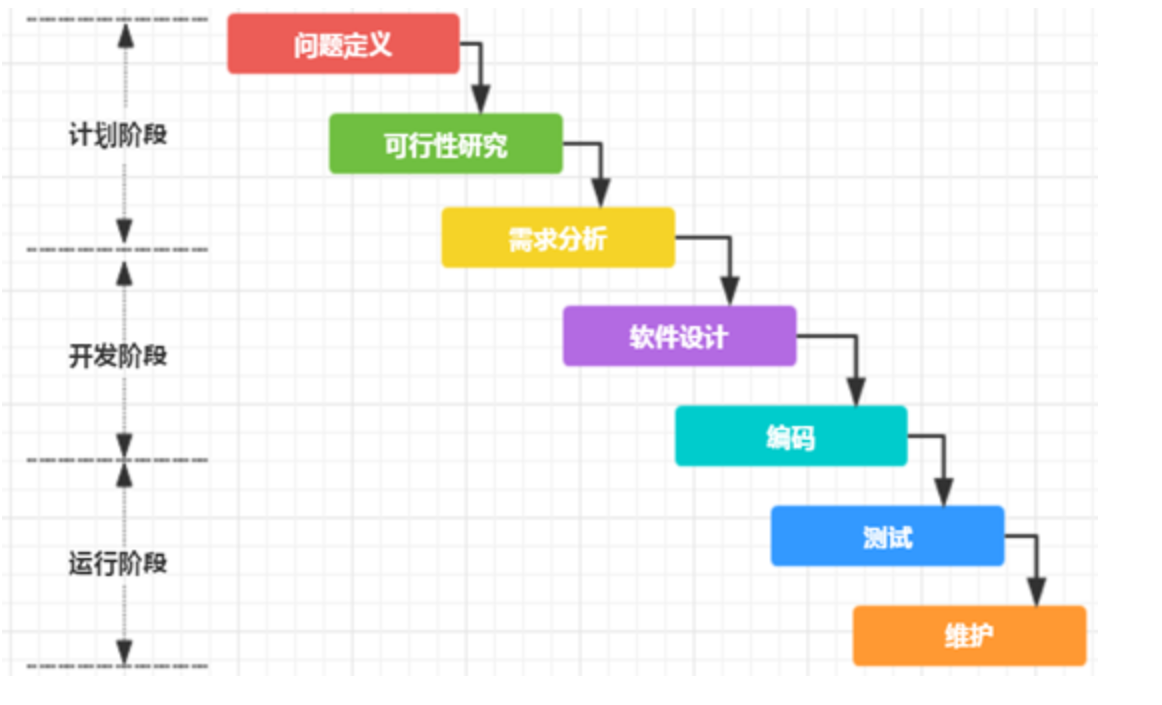 问题定义
计划阶段
可行性研究
需求分析
软件设计
开发阶段
编码
测试
运行阶段
维护